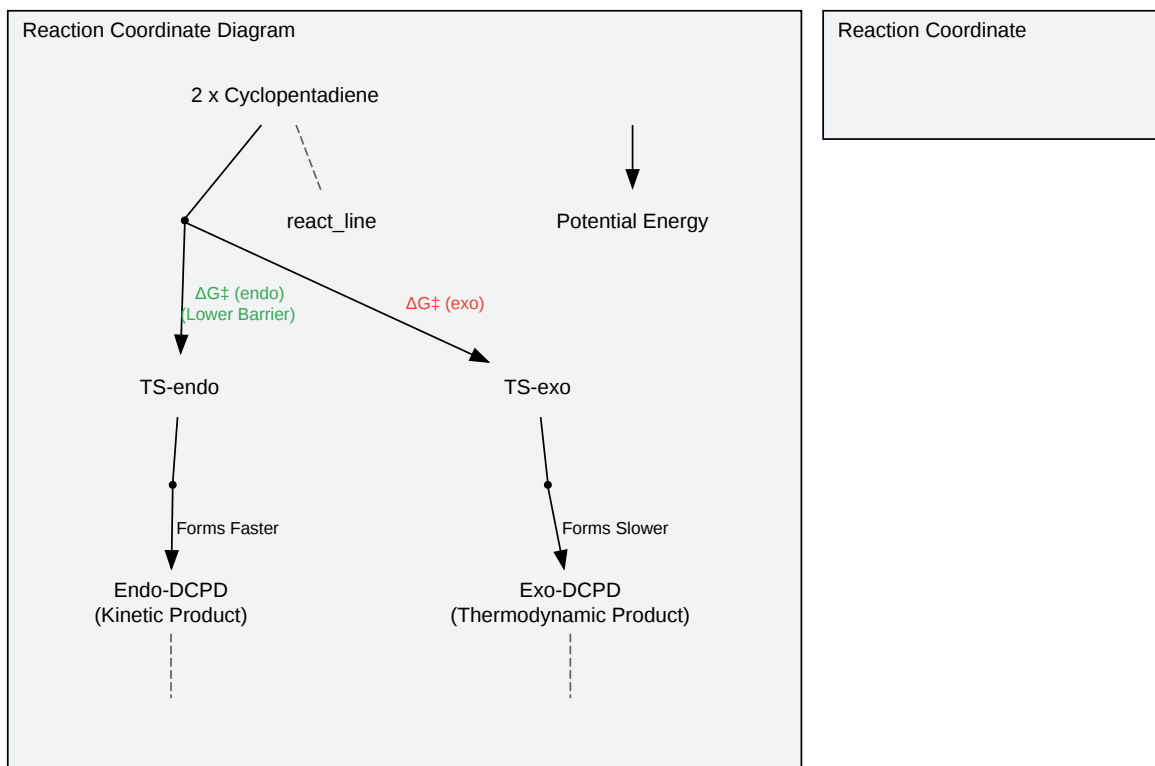 Reaction Coordinate Diagram
Reaction Coordinate
2 x Cyclopentadiene
react_line
Potential Energy
ΔG‡ (endo)
(Lower Barrier)
ΔG‡ (exo)
TS-endo
TS-exo
Forms Faster
Forms Slower
Endo-DCPD
(Kinetic Product)
Exo-DCPD
(Thermodynamic Product)